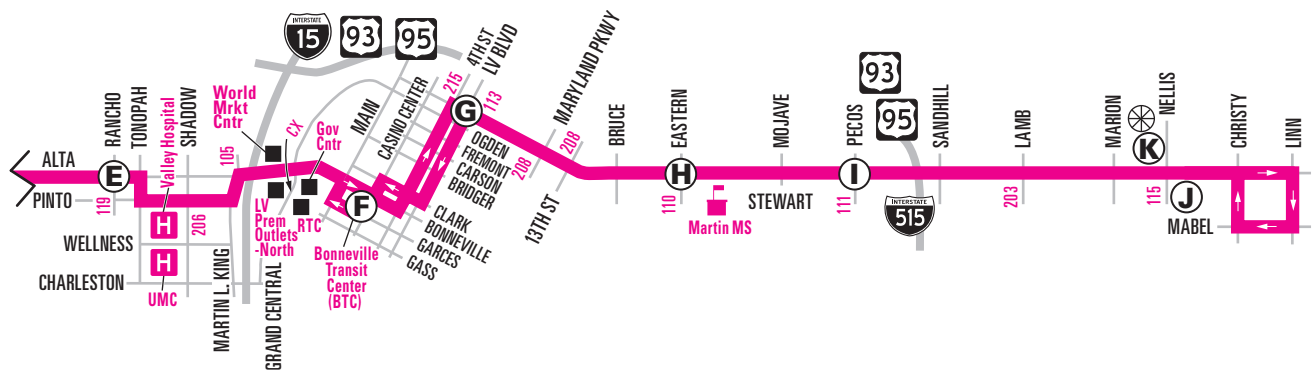 INTERSTATE
15
93
95
4TH ST
LV BLVD
215
113
MARYLAND PKWY
208
208
13TH ST
93
95
INTERSTATE
515
ALTA
PINTO
E
RANCHO
119
TONOPAH
Valley Hospital
SHADOW
206
105
World
Mrkt
Cntr
CX
Gov
Cntr
MAIN
CASINO CENTER
G
OGDEN
FREMONT
CARSON
BRIDGER
CLARK
BONNEVILLE
GARCES
GASS
F
H
WELLNESS
H
CHARLESTON
UMC
MARTIN L. KING
GRAND CENTRAL
LV
Prem
Outlets
-North
RTC
Bonneville
Transit
Center
(BTC)
BRUCE
EASTERN
H
110
Martin MS
MOJAVE
STEWART
PECOS
I
111
SANDHILL
LAMB
203
MARION
NELLIS
K
115
J
MABEL
CHRISTY
LINN